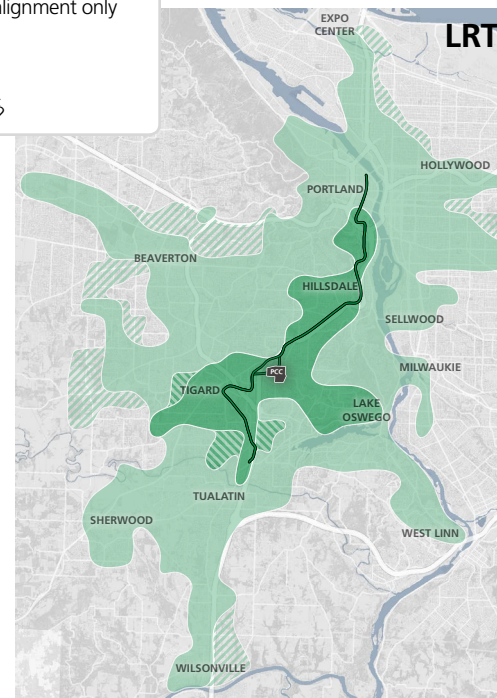 alignment only
EXPO
CENTER
LRT
HOLLYWOOD
PORTLAND
BEAVERTON
HILLSDALE
SELLWOOD
MILWAUKIE
PCC
TIGARD
LAKE
OSWEGO
TUALATIN
SHERWOOD
WEST LINN
WILSONVILLE